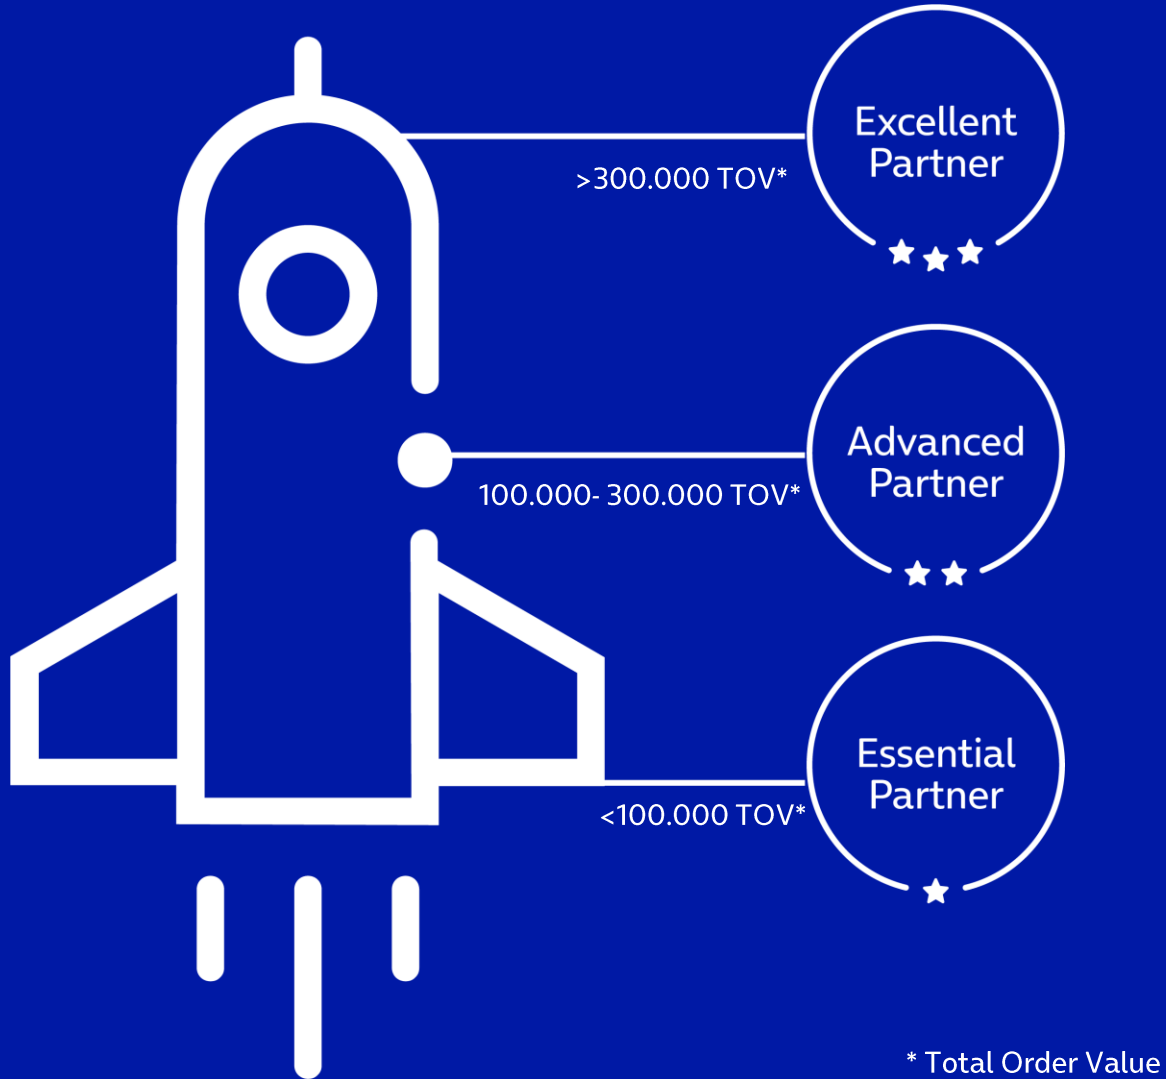 Excellent
Partner
>300.000 TOV*
Advanced
Partner
100.000- 300.000 TOV*
Essential
Partner
<100.000 TOV*
* Total Order Value